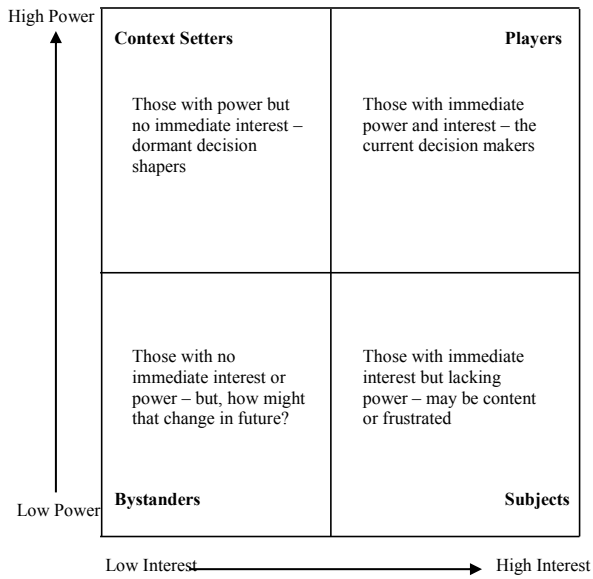 High Power
Context Setters
Players
Those with power but
no immediate interest –
dormant decision
shapers
Those with immediate
power and interest – the
current decision makers
Those with no
immediate interest or
power – but, how might
that change in future?
Those with immediate
interest but lacking
power – may be content
or frustrated
Bystanders
Subjects
Low Power
Low Interest
High Interest